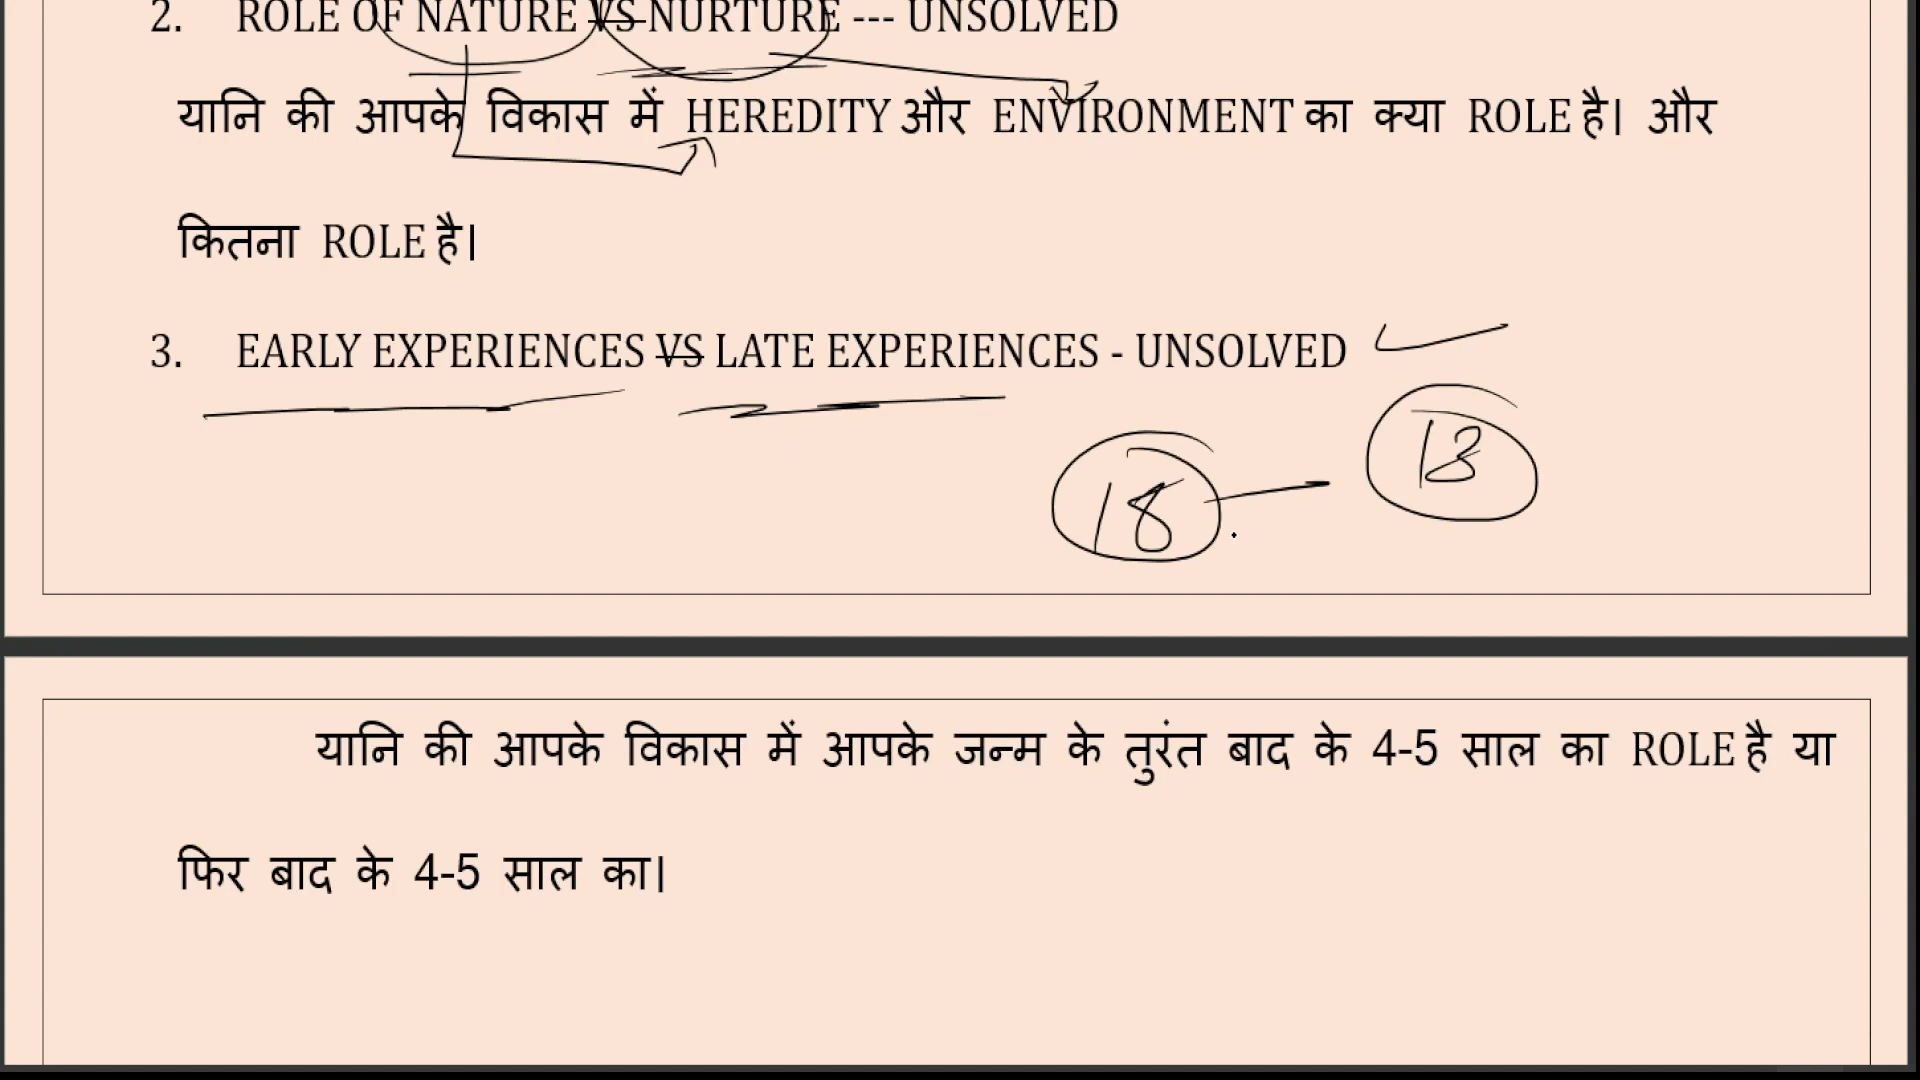 2. ROLE OF NATURE VS NURTURE --- UNSOLVED
यानि की आपके विकास में HEREDITY और ENVIRONMENT का क्या ROLE है। और
कितना ROLE है।
3. EARLY EXPERIENCES VS LATE EXPERIENCES - UNSOLVED
13
18
यानि की आपके विकास में आपके जन्म के तुरंत बाद के 4-5 साल का ROLE है या
फिर बाद के 4-5 साल का।